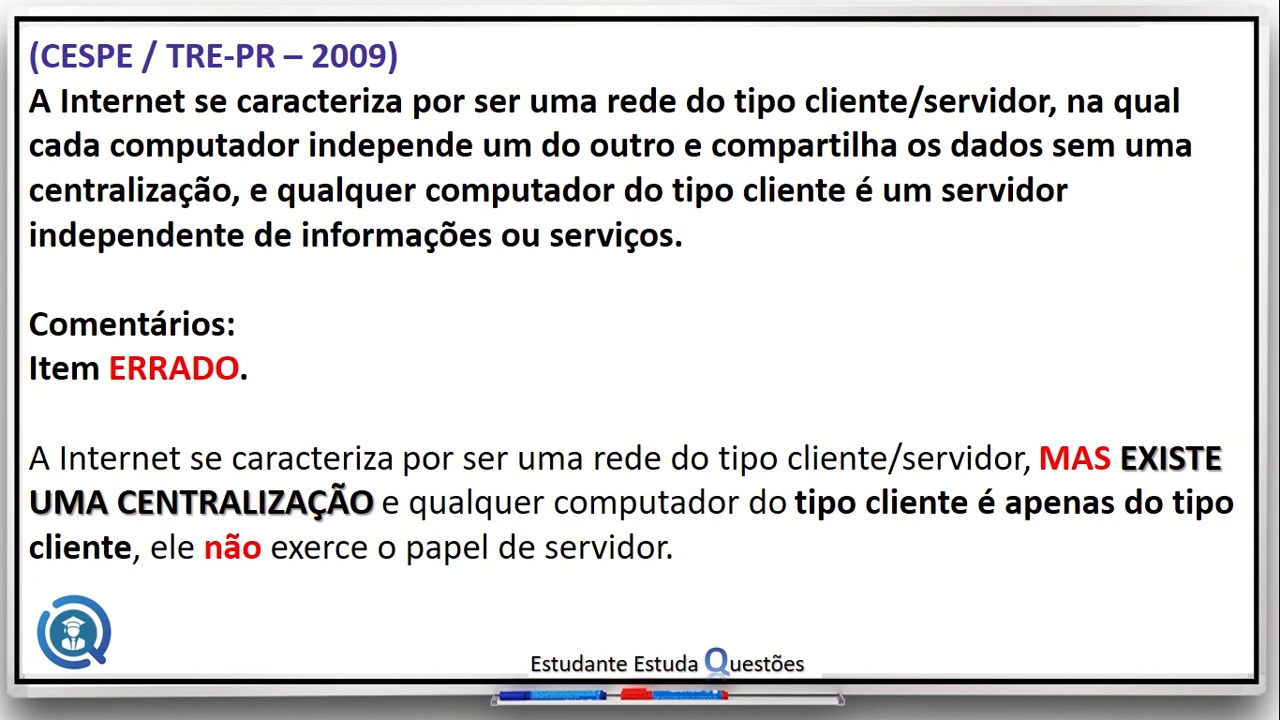 (CESPE / TRE-PR – 2009)
A Internet se caracteriza por ser uma rede do tipo cliente/servidor, na qual
cada computador independe um do outro e compartilha os dados sem uma
centralização, e qualquer computador do tipo cliente é um servidor
independente de informações ou serviços.
Comentários:
Item ERRADO.
A Internet se caracteriza por ser uma rede do tipo cliente/servidor, MAS EXISTE
UMA CENTRALIZAÇÃO e qualquer computador do tipo cliente é apenas do tipo
cliente, ele não exerce o papel de servidor.
Estudante Estuda Questões